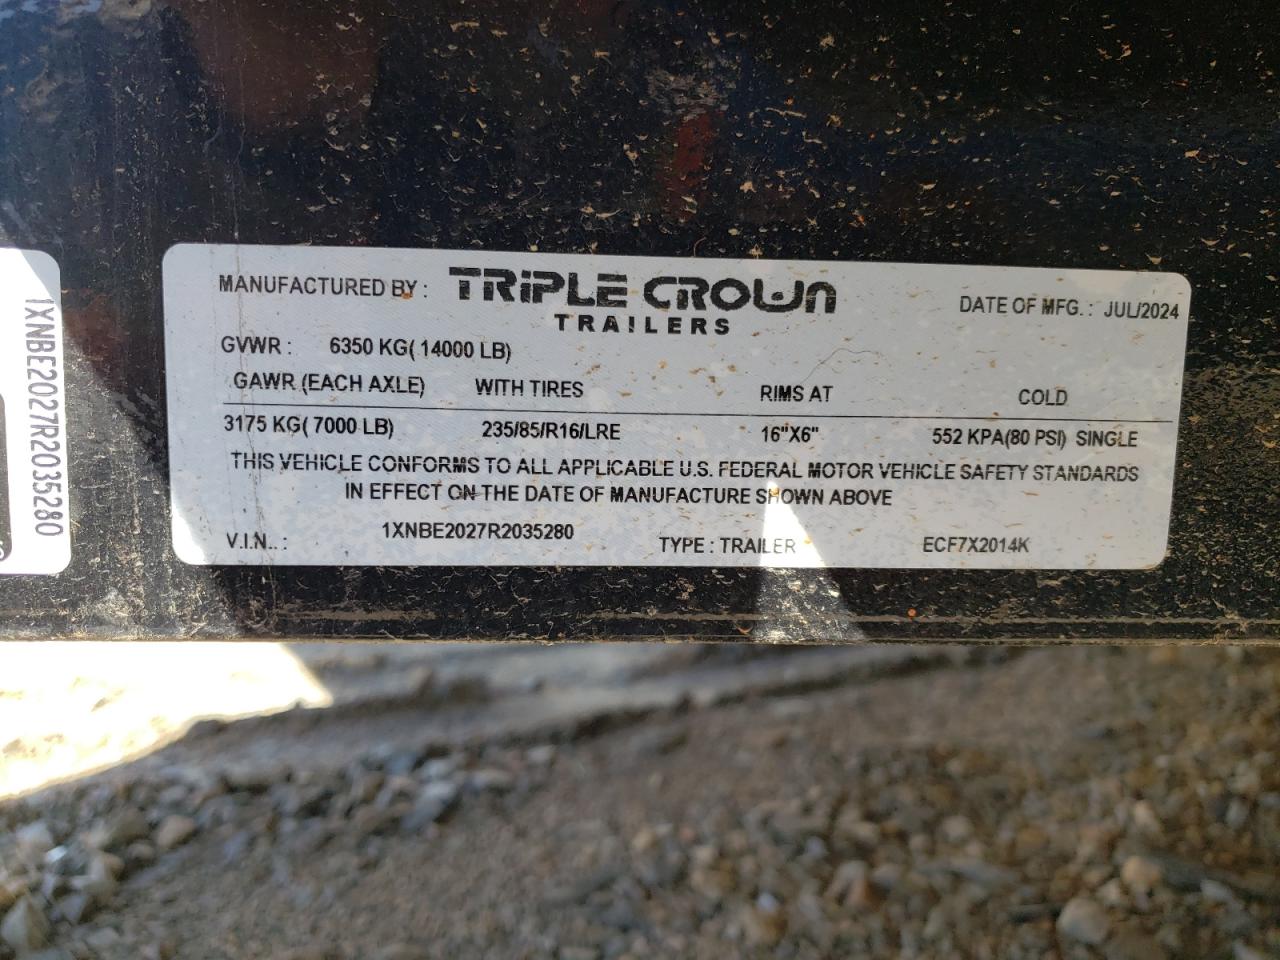 MANUFACTURED BY : TRIPLE CROWN TRAILERS DATE OF MFG. : JUL/2024
GVWR : 6350 KG( 14000 LB)
GAWR (EACH AXLE) WITH TIRES RIMS AT COLD
3175 KG( 7000 LB) 235/85/R16/LRE 16"X6" 552 KPA(80 PSI) SINGLE
THIS VEHICLE CONFORMS TO ALL APPLICABLE U.S. FEDERAL MOTOR VEHICLE SAFETY STANDARDS
IN EFFECT ON THE DATE OF MANUFACTURE SHOWN ABOVE
V.I.N.. : 1XNBE2027R2035280 TYPE : TRAILER ECF7X2014K
1XNBE2027R2035280